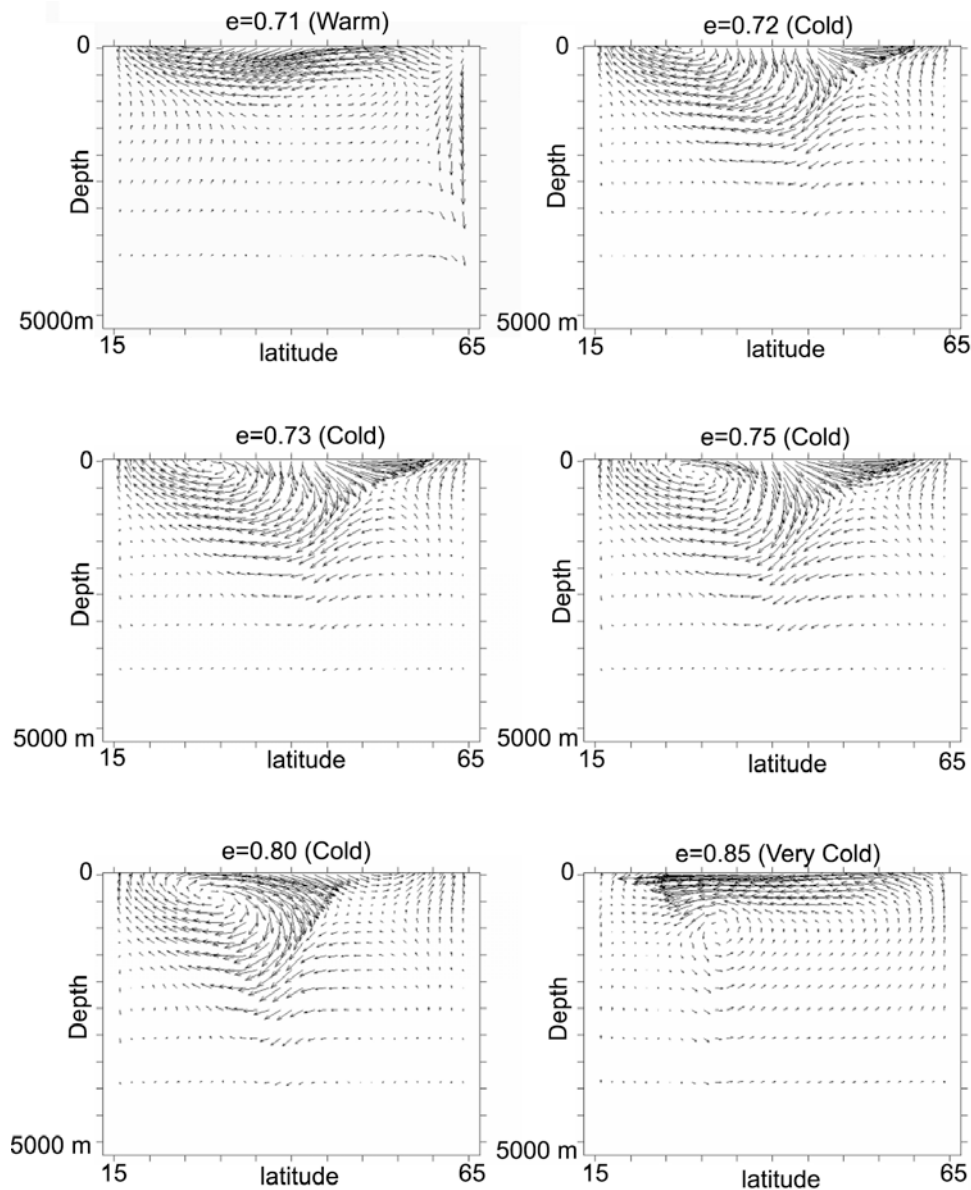 e=0.71 (Warm)
0
Depth
5000m
15
latitude
65
e=0.72 (Cold)
0
Depth
5000 m
15
latitude
65
e=0.73 (Cold)
0
Depth
5000 m
15
latitude
65
e=0.75 (Cold)
0
Depth
5000 m
15
latitude
65
e=0.80 (Cold)
0
Depth
5000 m
15
latitude
65
e=0.85 (Very Cold)
0
Depth
5000 m
15
latitude
65